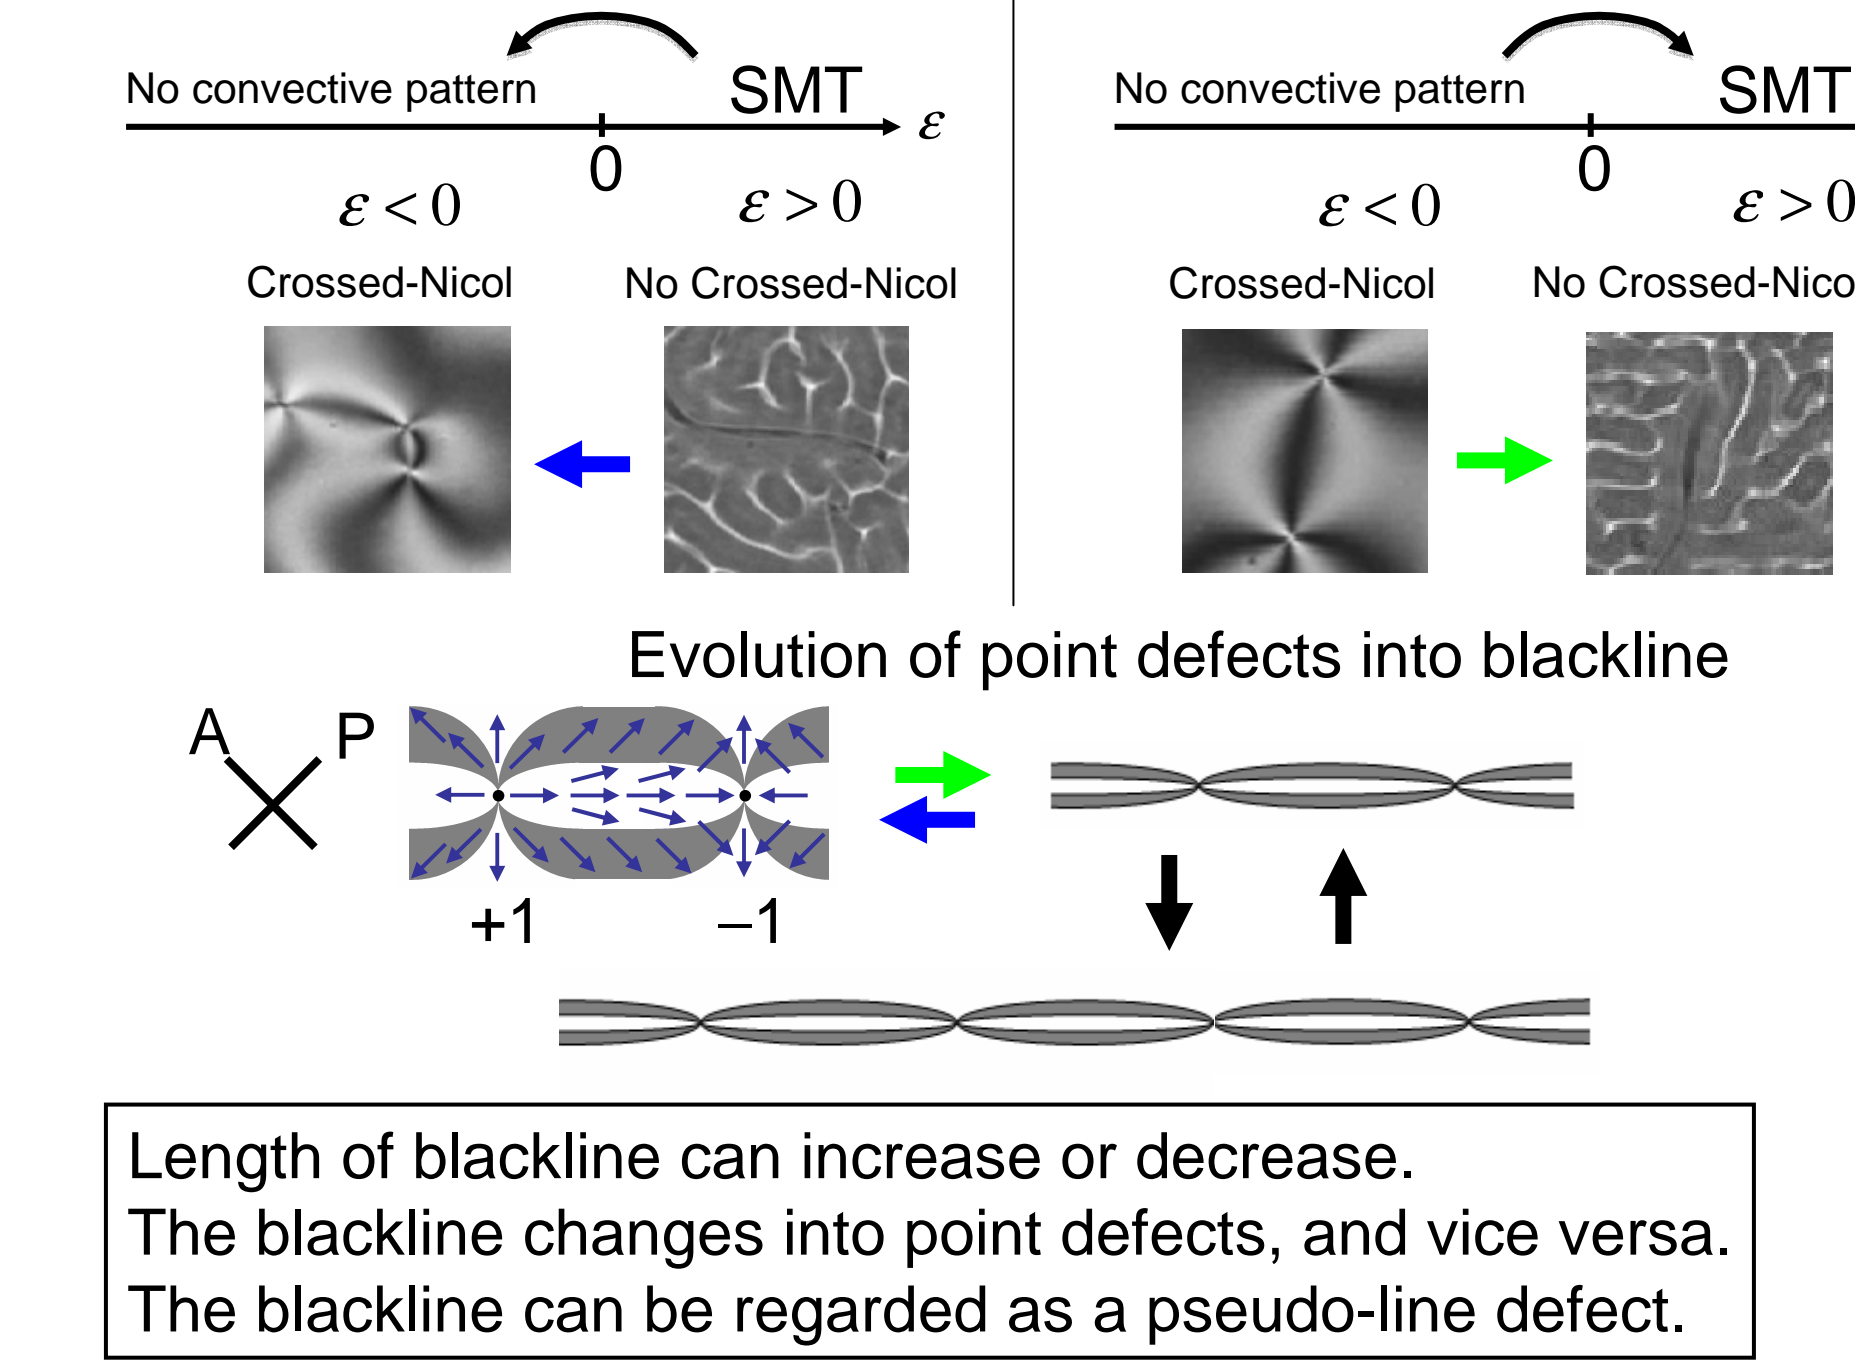 No convective pattern SMT
ε
0
ε < 0 ε > 0
Crossed-Nicol No Crossed-Nicol
No convective pattern SMT
0
ε < 0 ε > 0
Crossed-Nicol No Crossed-Nico
Evolution of point defects into blackline
A P
+1 −1
Length of blackline can increase or decrease.
The blackline changes into point defects, and vice versa.
The blackline can be regarded as a pseudo-line defect.